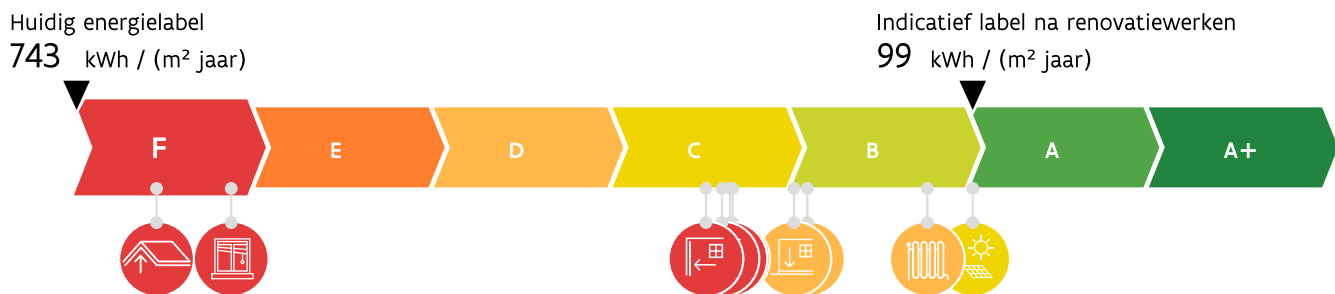 Huidig energielabel
743 kWh / (m² jaar)
Indicatief label na renovatiewerken
99 kWh / (m² jaar)
F E D C B A A+